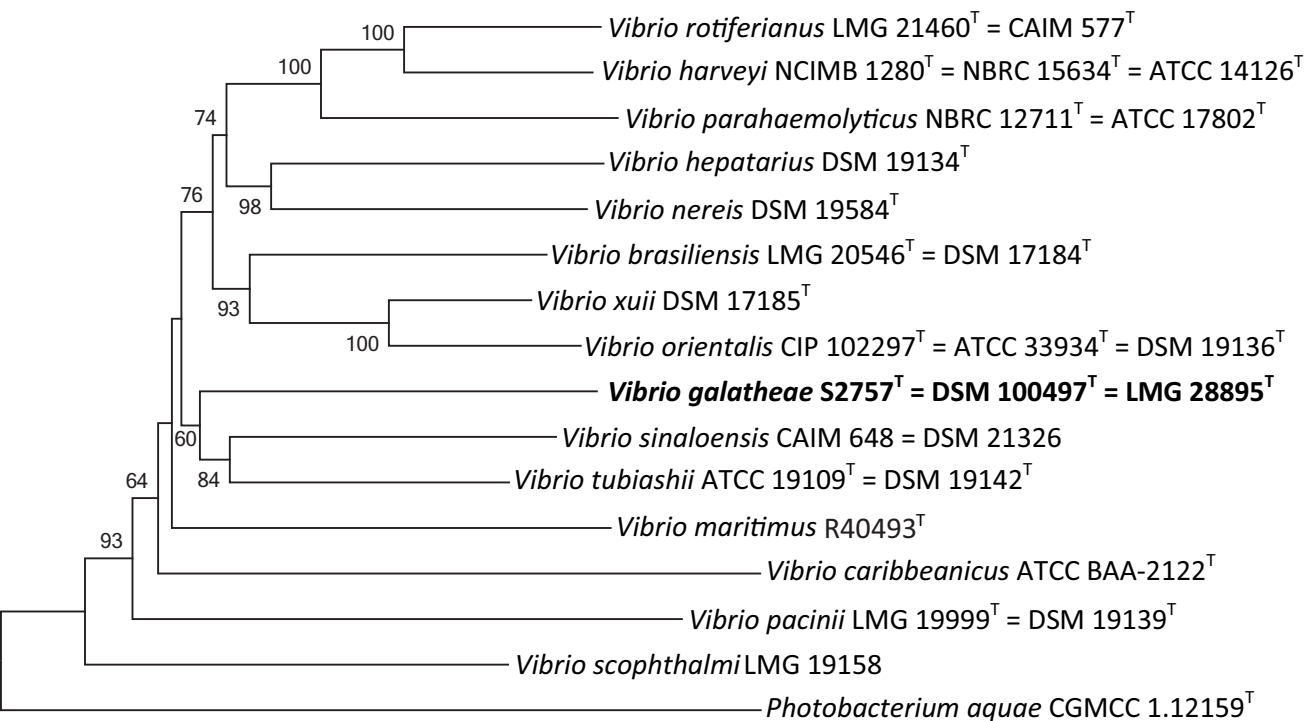 100 Vibrio rotiferianus LMG 21460ᵀ = CAIM 577ᵀ
100 Vibrio harveyi NCIMB 1280ᵀ = NBRC 15634ᵀ = ATCC 14126ᵀ
74 Vibrio parahaemolyticus NBRC 12711ᵀ = ATCC 17802ᵀ
Vibrio hepatarius DSM 19134ᵀ
76 98 Vibrio nereis DSM 19584ᵀ
Vibrio brasiliensis LMG 20546ᵀ = DSM 17184ᵀ
93 Vibrio xuii DSM 17185ᵀ
100 Vibrio orientalis CIP 102297ᵀ = ATCC 33934ᵀ = DSM 19136ᵀ
Vibrio galatheae S2757ᵀ = DSM 100497ᵀ = LMG 28895ᵀ
60 Vibrio sinaloensis CAIM 648 = DSM 21326
64 84 Vibrio tubiashii ATCC 19109ᵀ = DSM 19142ᵀ
93 Vibrio maritimus R40493ᵀ
Vibrio caribbeanicus ATCC BAA-2122ᵀ
Vibrio pacinii LMG 19999ᵀ = DSM 19139ᵀ
Vibrio scophthalmi LMG 19158
Photobacterium aquae CGMCC 1.12159ᵀ